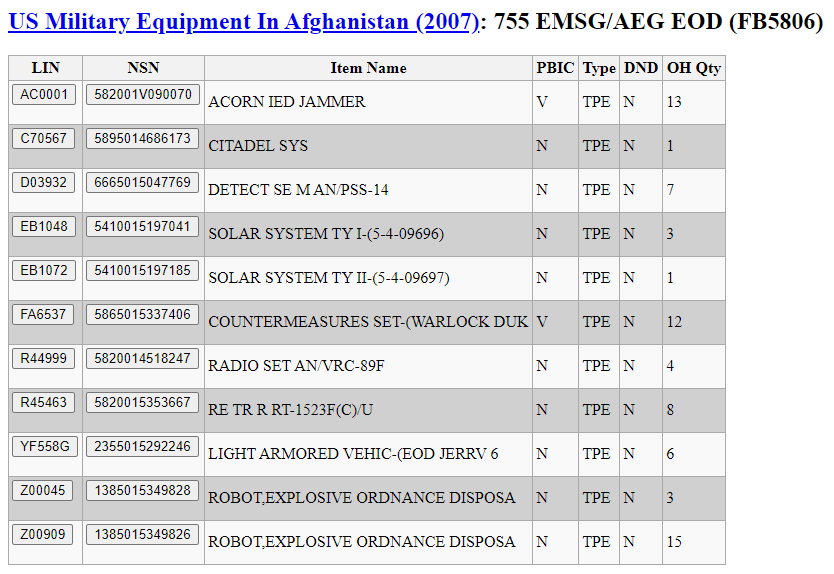 US Military Equipment In Afghanistan (2007): 755 EMSG/AEG EOD (FB5806)
LIN NSN Item Name PBIC Type DND OH Qty
AC0001 582001V090070 ACORN IED JAMMER V TPE N 13
C70567 5895014686173 CITADEL SYS N TPE N 1
D03932 6665015047769 DETECT SE M AN/PSS-14 N TPE N 7
EB1048 5410015197041 SOLAR SYSTEM TY I-(5-4-09696) N TPE N 3
EB1072 5410015197185 SOLAR SYSTEM TY II-(5-4-09697) N TPE N 1
FA6537 5865015337406 COUNTERMEASURES SET-(WARLOCK DUK V TPE N 12
R44999 5820014518247 RADIO SET AN/VRC-89F N TPE N 4
R45463 5820015353667 RE TR R RT-1523F(C)/U N TPE N 8
YF558G 2355015292246 LIGHT ARMORED VEHIC-(EOD JERRV 6 N TPE N 6
Z00045 1385015349828 ROBOT,EXPLOSIVE ORDNANCE DISPOSA N TPE N 3
Z00909 1385015349826 ROBOT,EXPLOSIVE ORDNANCE DISPOSA N TPE N 15